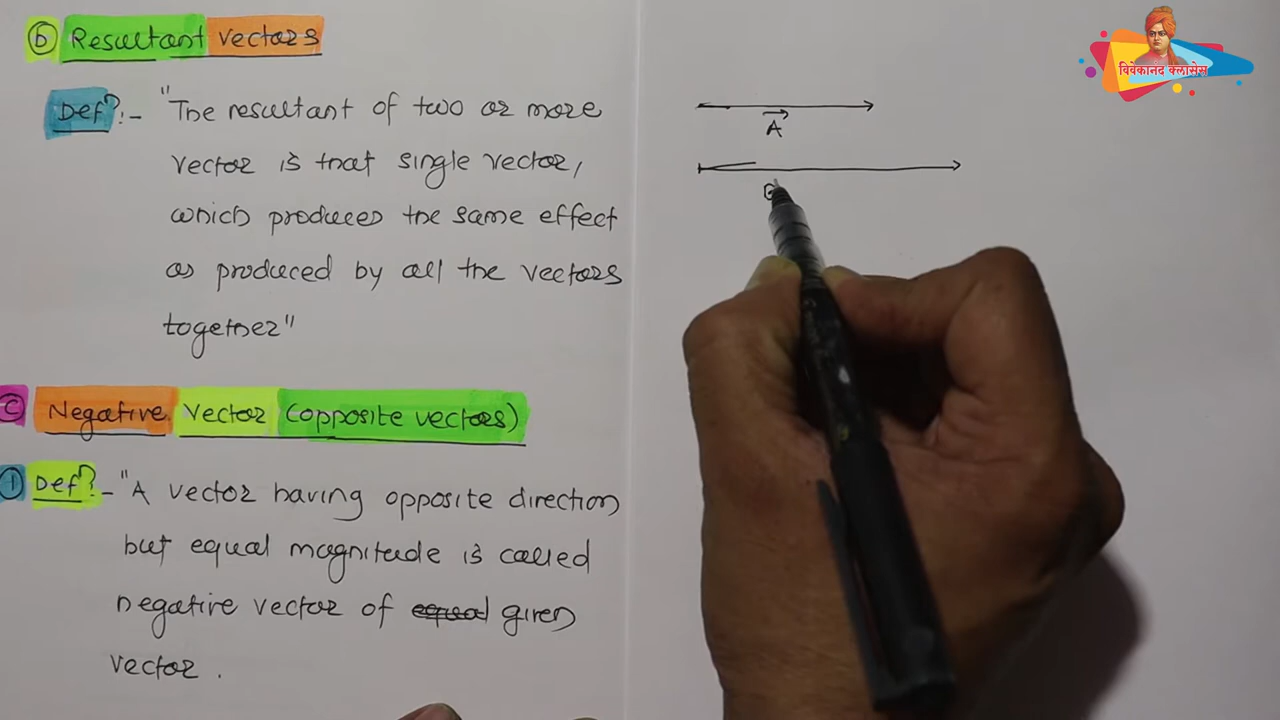 b Resultant vectors
Def?:- "The resultant of two or more
vector is that single vector,
which produces the same effect
as produced by all the vectors
together"
C Negative Vector (opposite vectors)
1 Def?- "A vector having opposite direction
but equal magnitude is called
negative vector of equal given
vector.
A
विवेकानंद क्लासेस